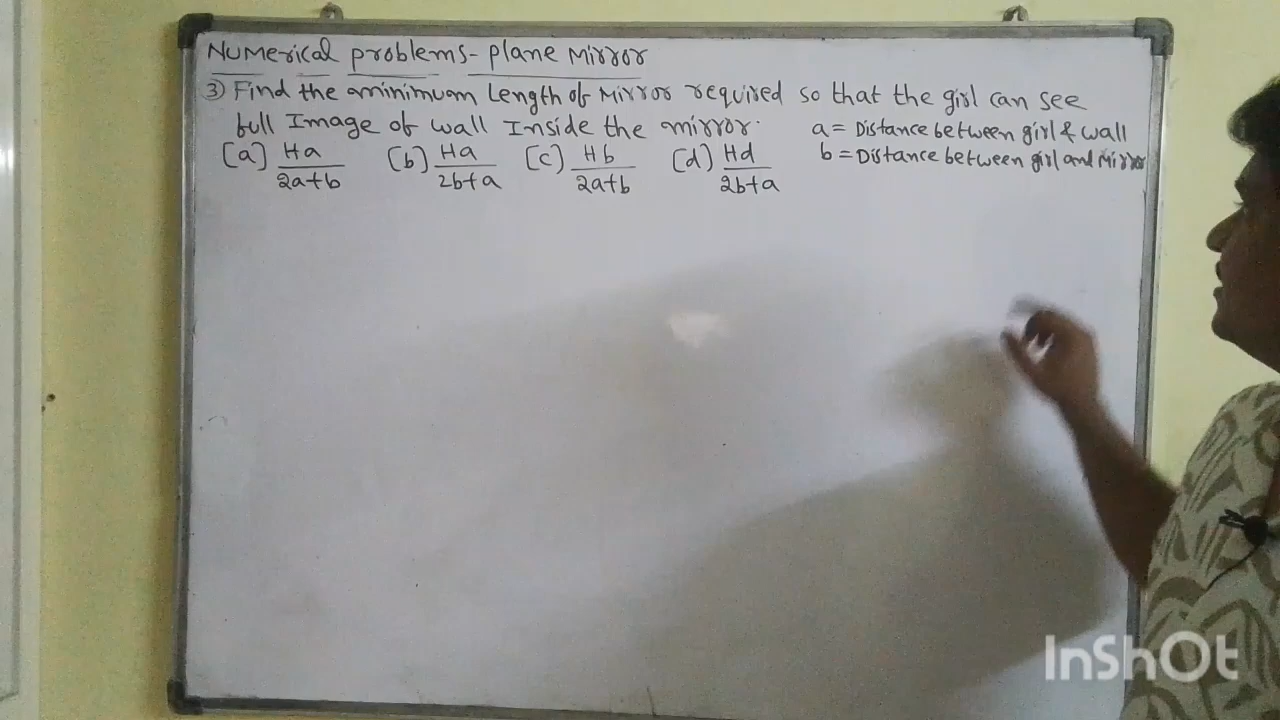 Numerical problems - plane Mirror
③ Find the minimum Length of Mirror required so that the girl can see
full Image of wall Inside the mirror.
a = Distance between girl & wall
b = Distance between girl and Mirror
[a] Ha/2a+b [b] Ha/2b+a [c] Hb/2a+b [d] Hd/2b+a
InShOt